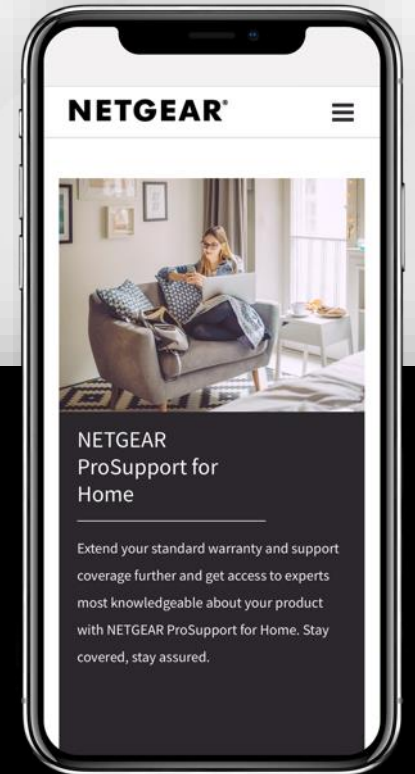 NETGEAR®
NETGEAR
ProSupport for
Home
Extend your standard warranty and support
coverage further and get access to experts
most knowledgeable about your product
with NETGEAR ProSupport for Home. Stay
covered, stay assured.